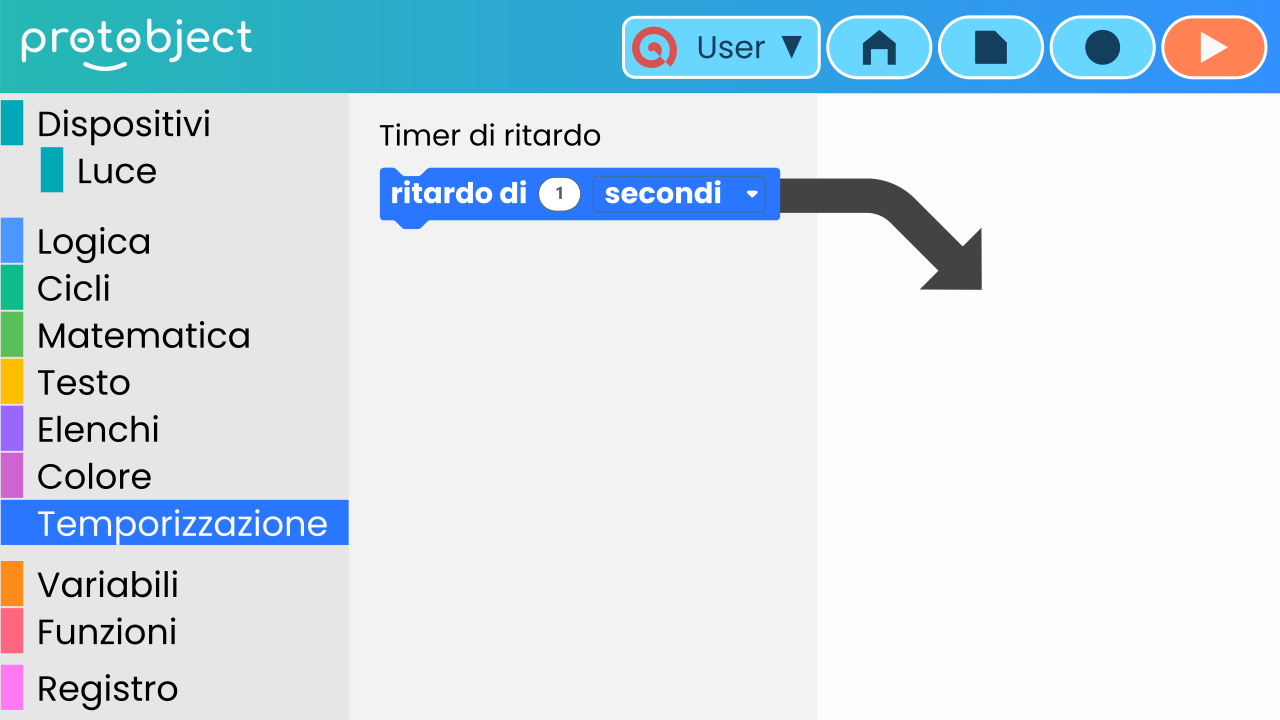 protobject
User
Dispositivi
Luce
Logica
Cicli
Matematica
Testo
Elenchi
Colore
Temporizzazione
Variabili
Funzioni
Registro
Timer di ritardo
ritardo di 1 secondi